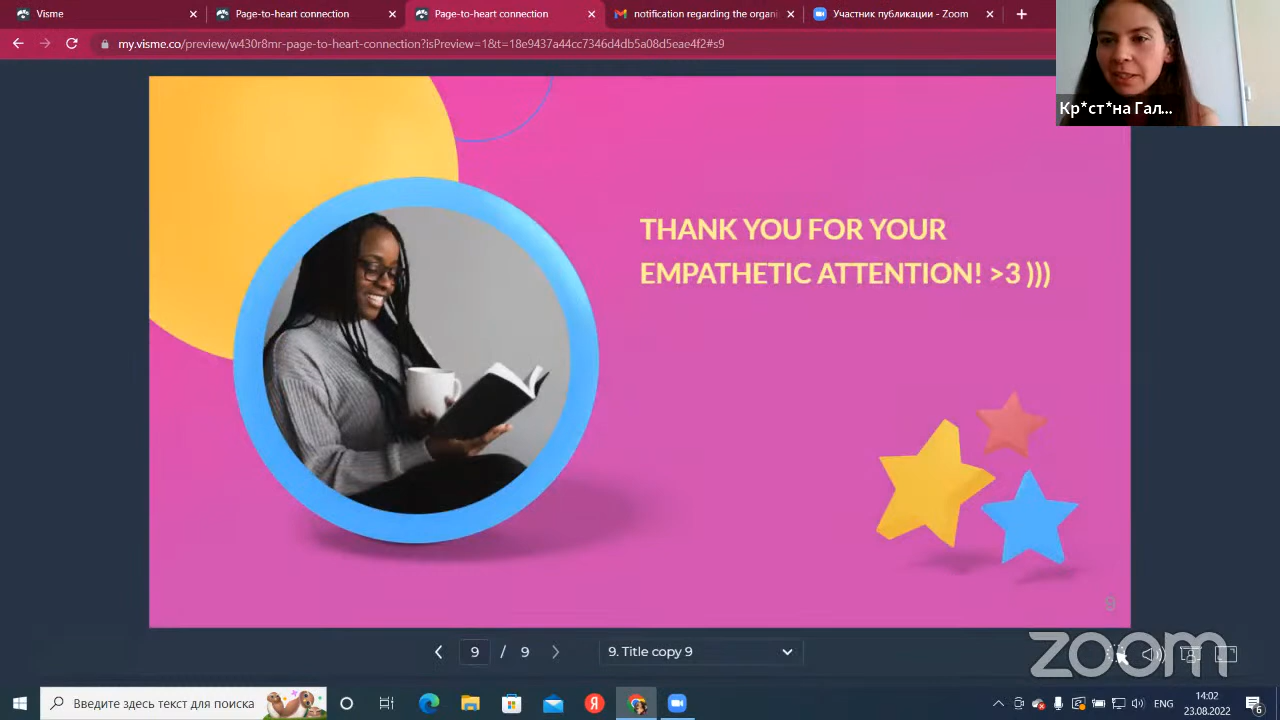 Visme
Page-to-heart connection
Page-to-heart connection
notification regarding the organi
Участник публикации - Zoom
my.visme.co/preview/w430r8mr-page-to-heart-connection?isPreview=1&t=18e9437a44cc7346d4db5a08d5eae4f2#s9
Кр*ст*на Гал...
THANK YOU FOR YOUR
EMPATHETIC ATTENTION! >3 )))
9
9 / 9
9. Title copy 9
zoom
Введите здесь текст для поиска
ENG
14:02
23.08.2022
6